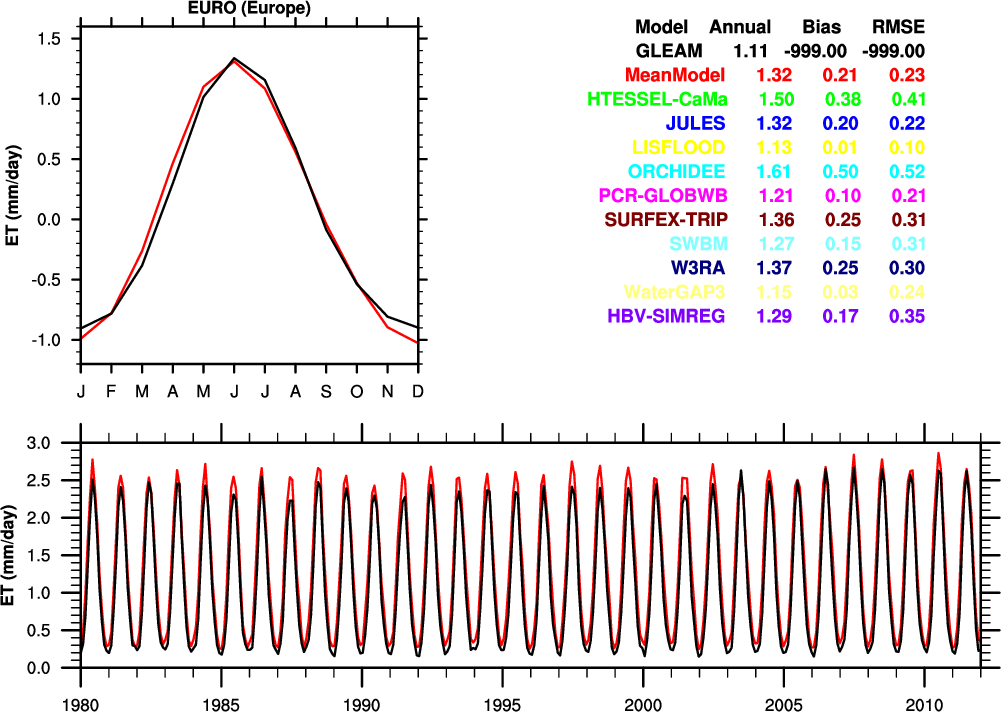 EURO (Europe)
1.5
1.0
0.5
0.0
-0.5
-1.0
ET (mm/day)
J F M A M J J A S O N D
Model Annual Bias RMSE
GLEAM 1.11 -999.00 -999.00
MeanModel 1.32 0.21 0.23
HTESSEL-CaMa 1.50 0.38 0.41
JULES 1.32 0.20 0.22
LISFLOOD 1.13 0.01 0.10
ORCHIDEE 1.61 0.50 0.52
PCR-GLOBWB 1.21 0.10 0.21
SURFEX-TRIP 1.36 0.25 0.31
SWBM 1.27 0.15 0.31
W3RA 1.37 0.25 0.30
WaterGAP3 1.15 0.03 0.24
HBV-SIMREG 1.29 0.17 0.35
3.0
2.5
2.0
1.5
1.0
0.5
0.0
ET (mm/day)
1980 1985 1990 1995 2000 2005 2010